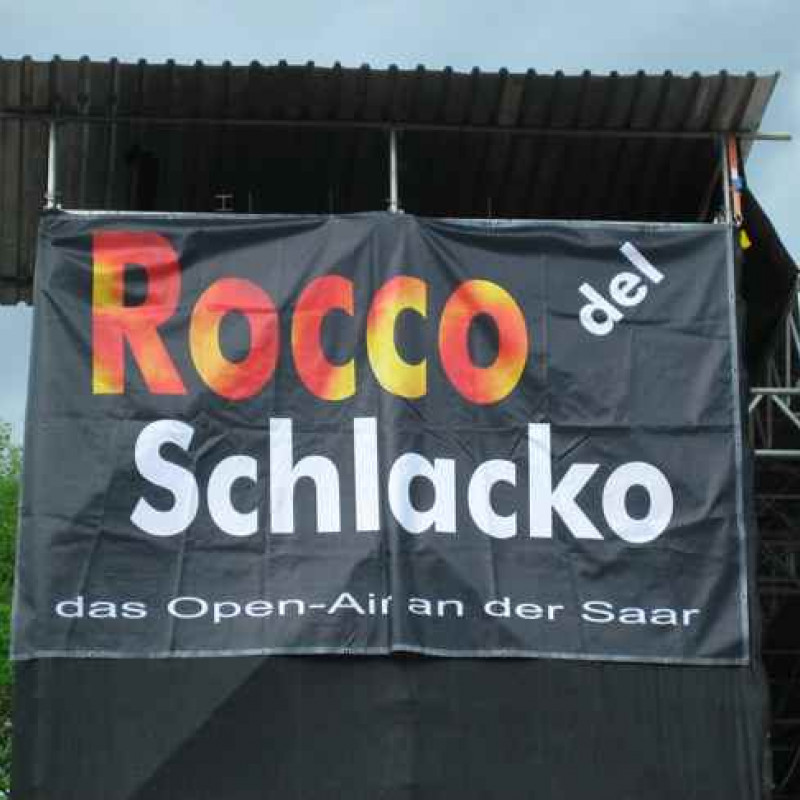 Rocco del
Schlacko
das Open-Air an der Saar